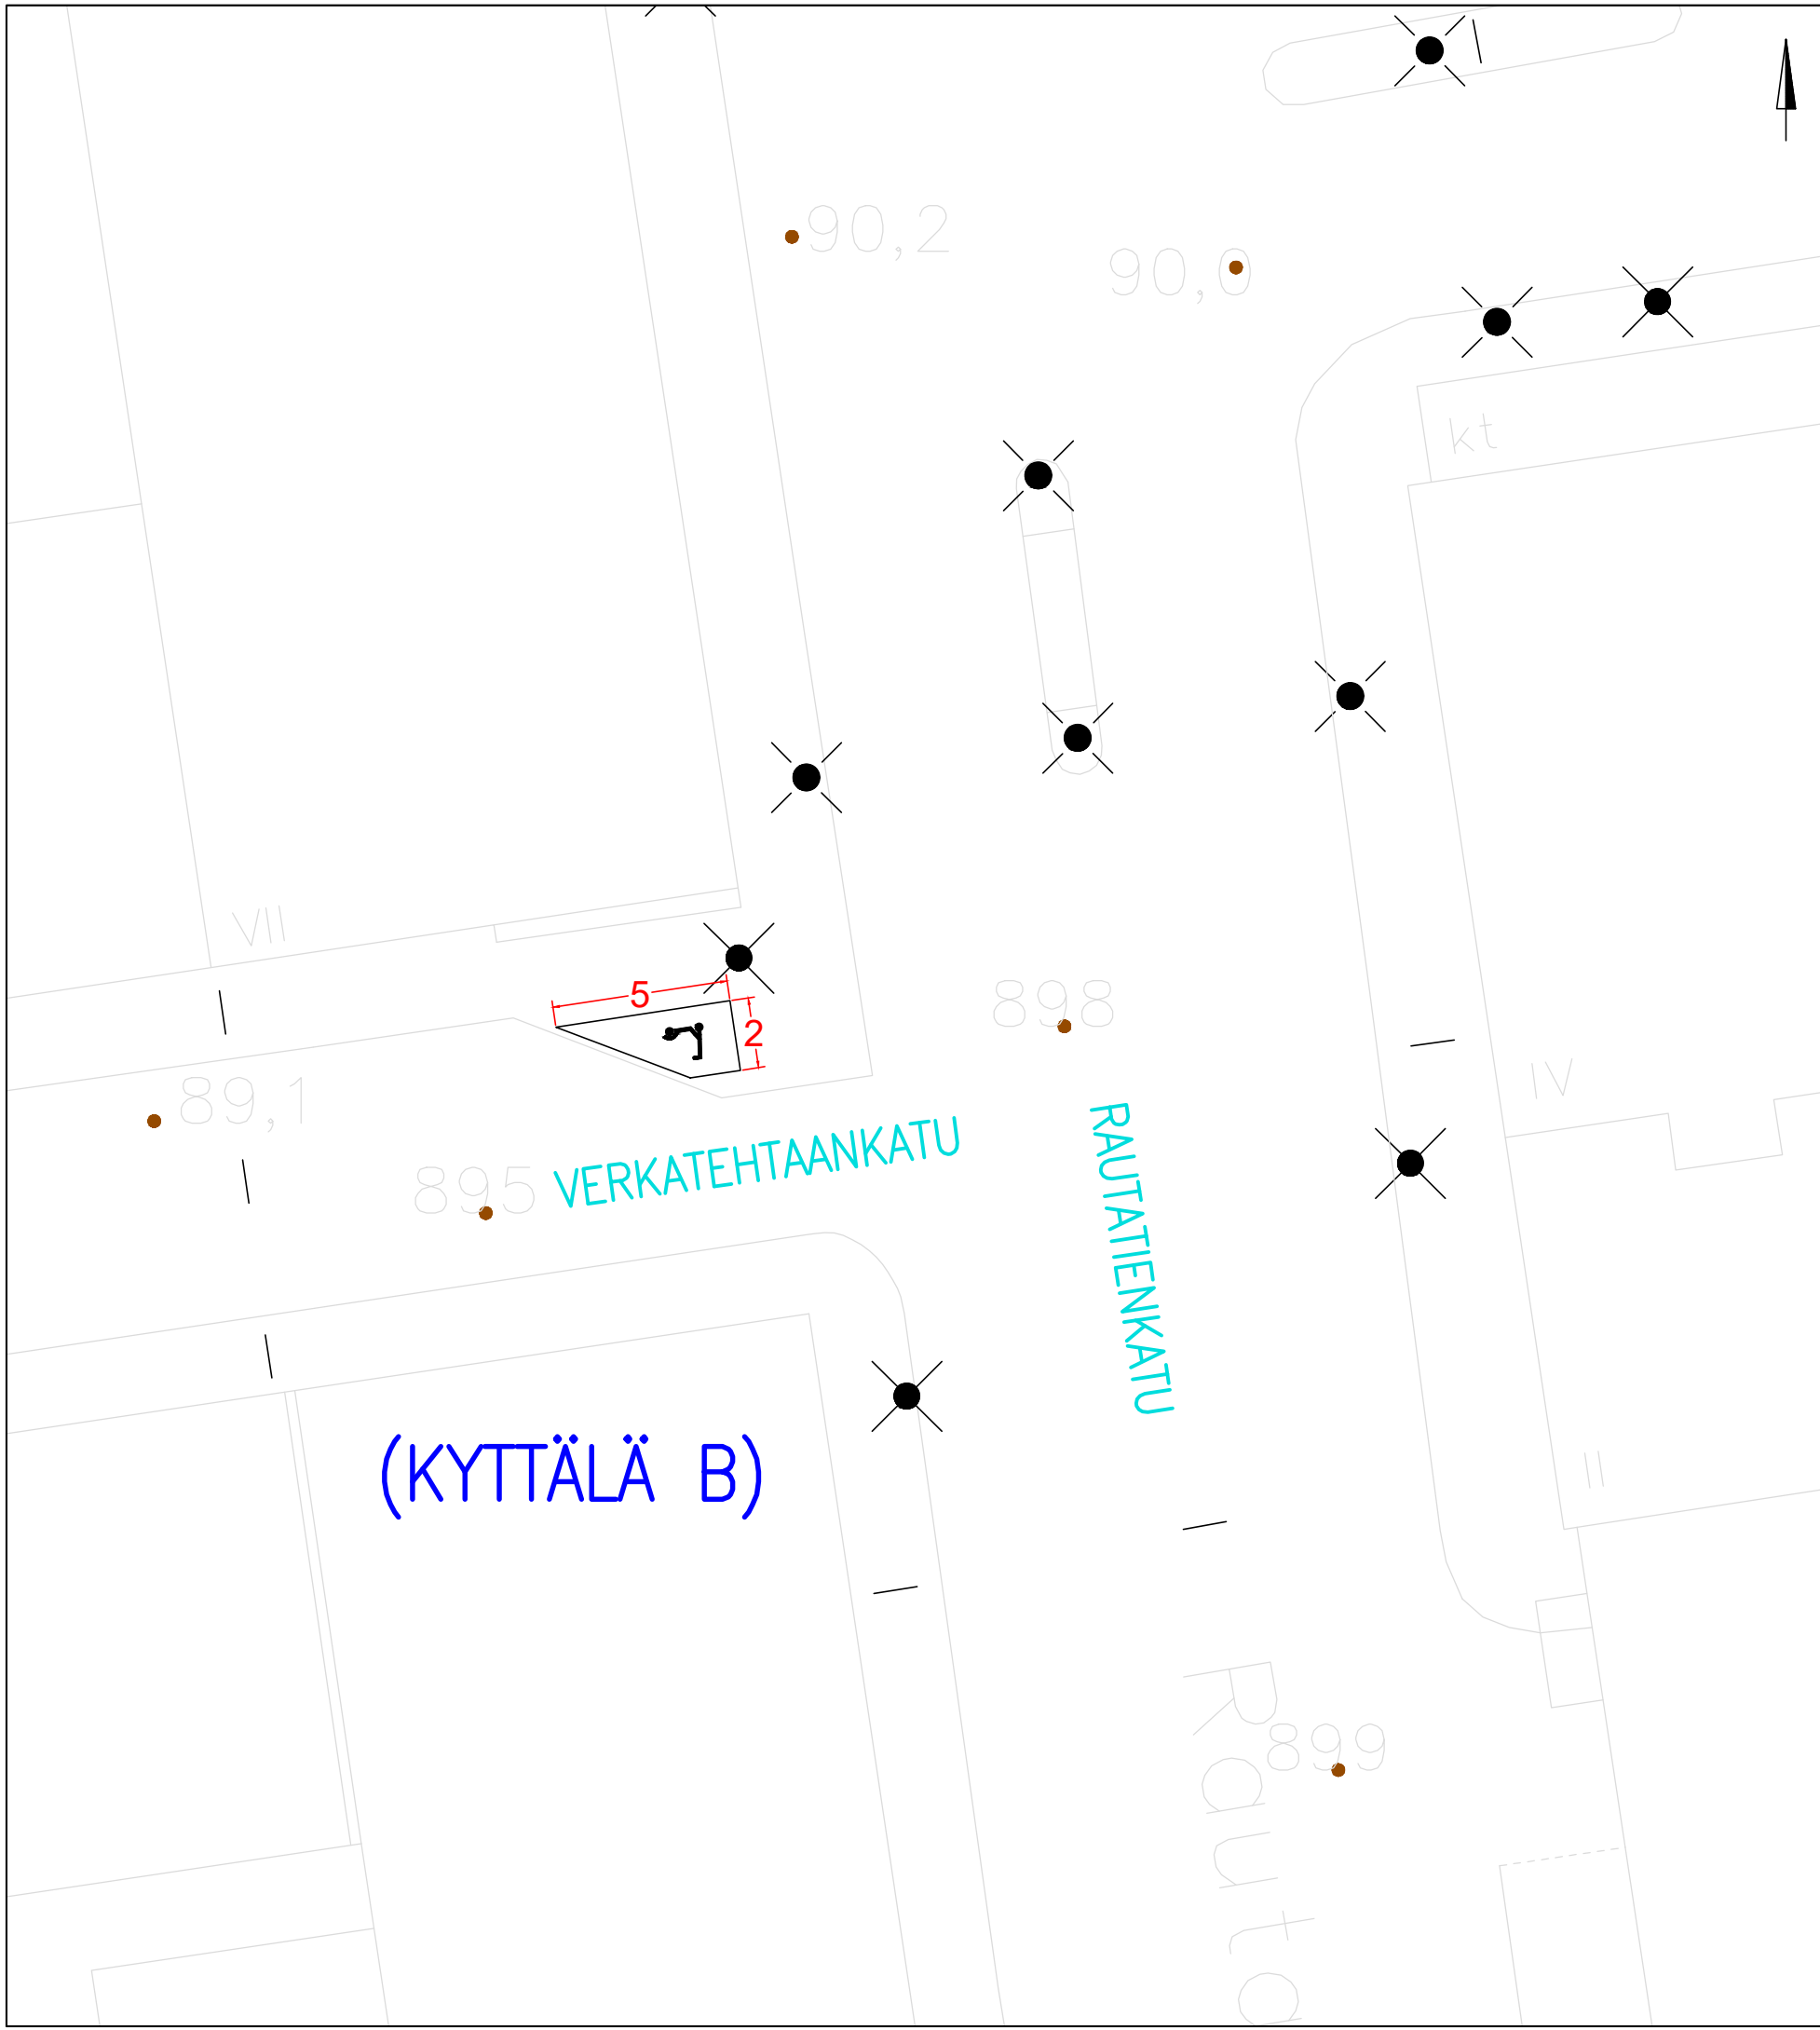 90,2
90,0
kt
VII
5
2
898
89,1
IV
895
VERKATEHTAANKATU
RAUTATIENKATU
(KYTTÄLÄ B)
II
899
Rauta